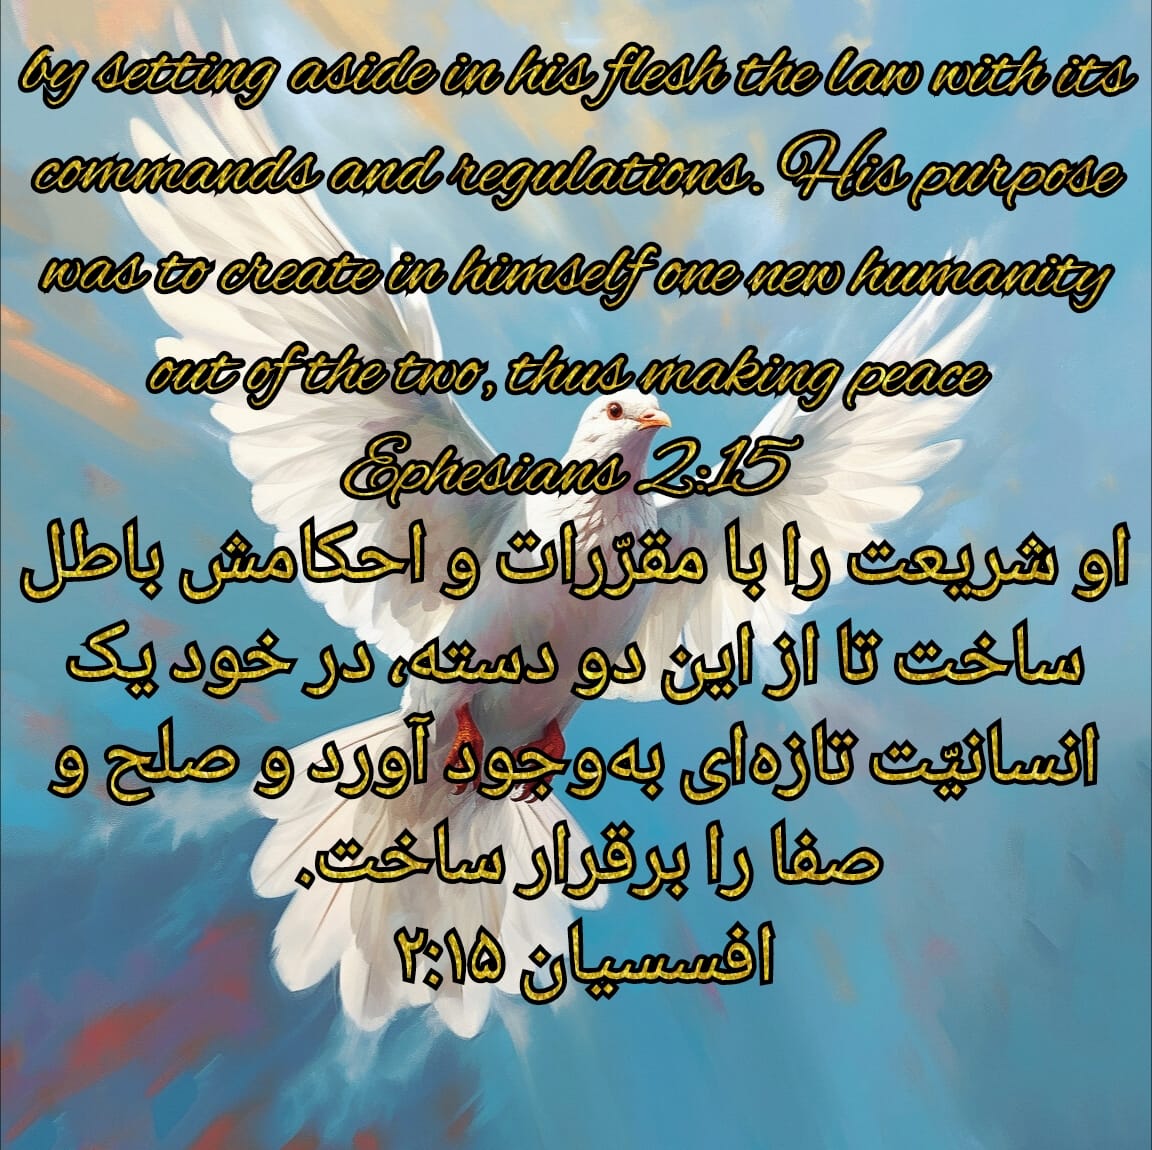 by setting aside in his flesh the law with its
commands and regulations. His purpose
was to create in himself one new humanity
out of the two, thus making peace
Ephesians 2:15
او شریعت را با مقرّرات و احکامش باطل
ساخت تا از این دو دسته، در خود یک
انسانیّت تازه‌ای به‌وجود آورد و صلح و
صفا را برقرار ساخت.
افسسیان ۲:۱۵